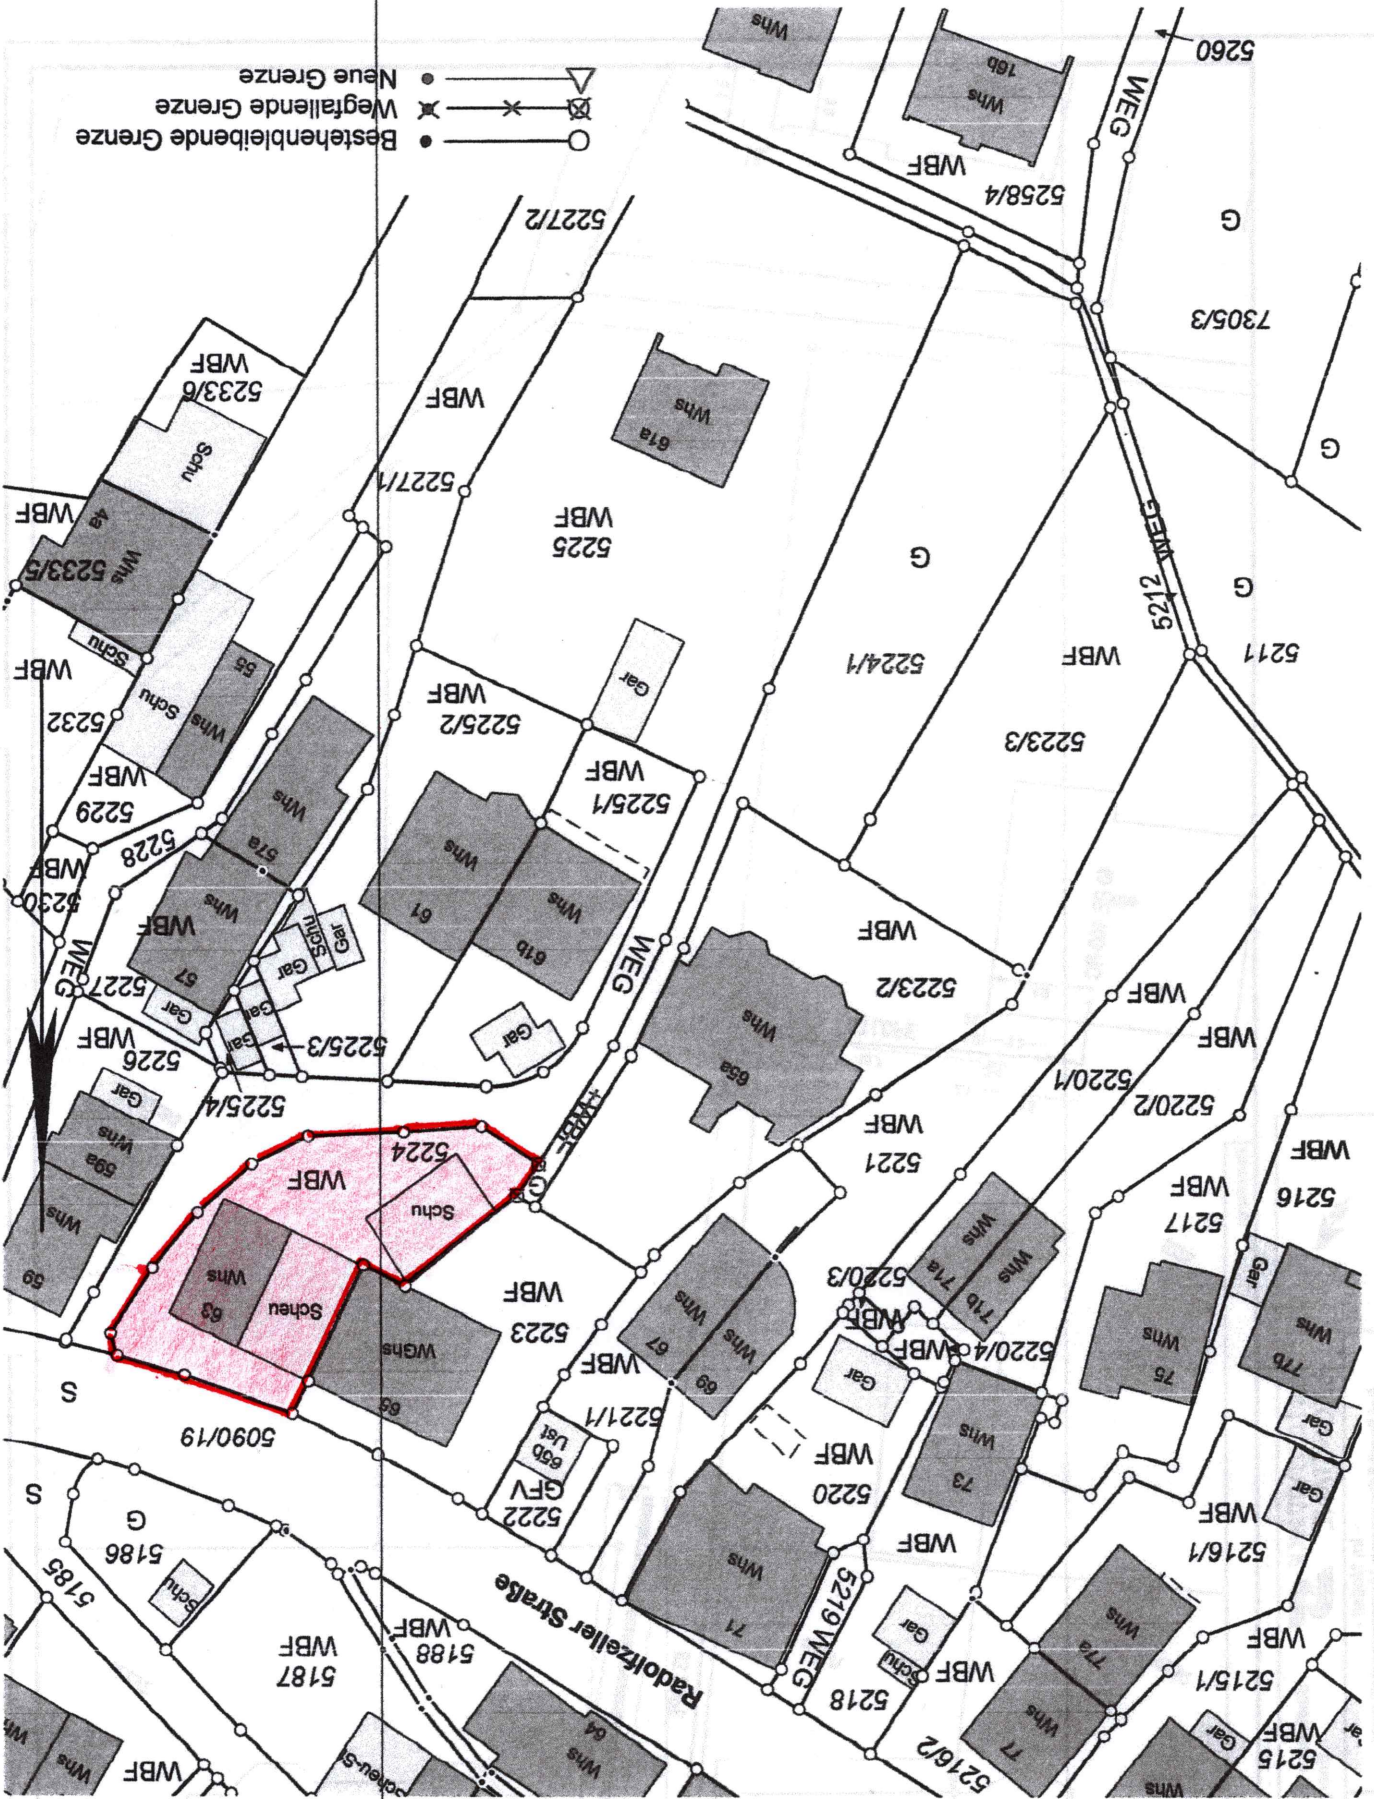 Whs
5215
WBF
Gar
Whs
77
64
Whs
Scheu-St
WBF
Whs
5216/2
5215/1
WBF
77a
Whs
5218
Schu
WBF
Gar
5219 WEG
71
Whs
Radolfzeller Straße
5188
WBF
5187
WBF
Schu
5185
5186
G
S
5216/1
WBF
Gar
Gar
WBF
73
Whs
5220
WBF
5222
GFV
65b
Ust
5221/1
WBF
5090/19
S
77b
Whs
Gar
75
Whs
5220/4
WBF
WBF
5220/3
Gar
71b
Whs
71a
Whs
69
Whs
67
Whs
5223
WBF
65
WGhs
Scheu
63
Whs
59
Whs
5216
WBF
5217
WBF
5221
WBF
Schu
5224
WBF
59a
Whs
Gar
5220/2
WBF
5220/1
WBF
65a
Whs
5225/4
5225/3
5226
WBF
Gar
Gar
Gar
Gar
Gar
Schu
Gar
5223/2
WBF
WEG
61b
Whs
61
Whs
57
Whs
WBF
5227
WEG
5230
WBF
5228
57a
Whs
5229
WBF
5225/1
WBF
5225/2
WBF
Gar
5232
WBF
Schu
55
Whs
Schu
5223/3
WBF
5224/1
G
5211
G
5212 WEG
5225
WBF
61a
Whs
5227/1
WBF
5233/5
Whs
4a
WBF
Schu
5233/6
WBF
G
7305/3
G
5227/2
5258/4
WBF
Whs
16b
WEG
5260
Whs
Bestehenbleibende Grenze
Wegfallende Grenze
Neue Grenze